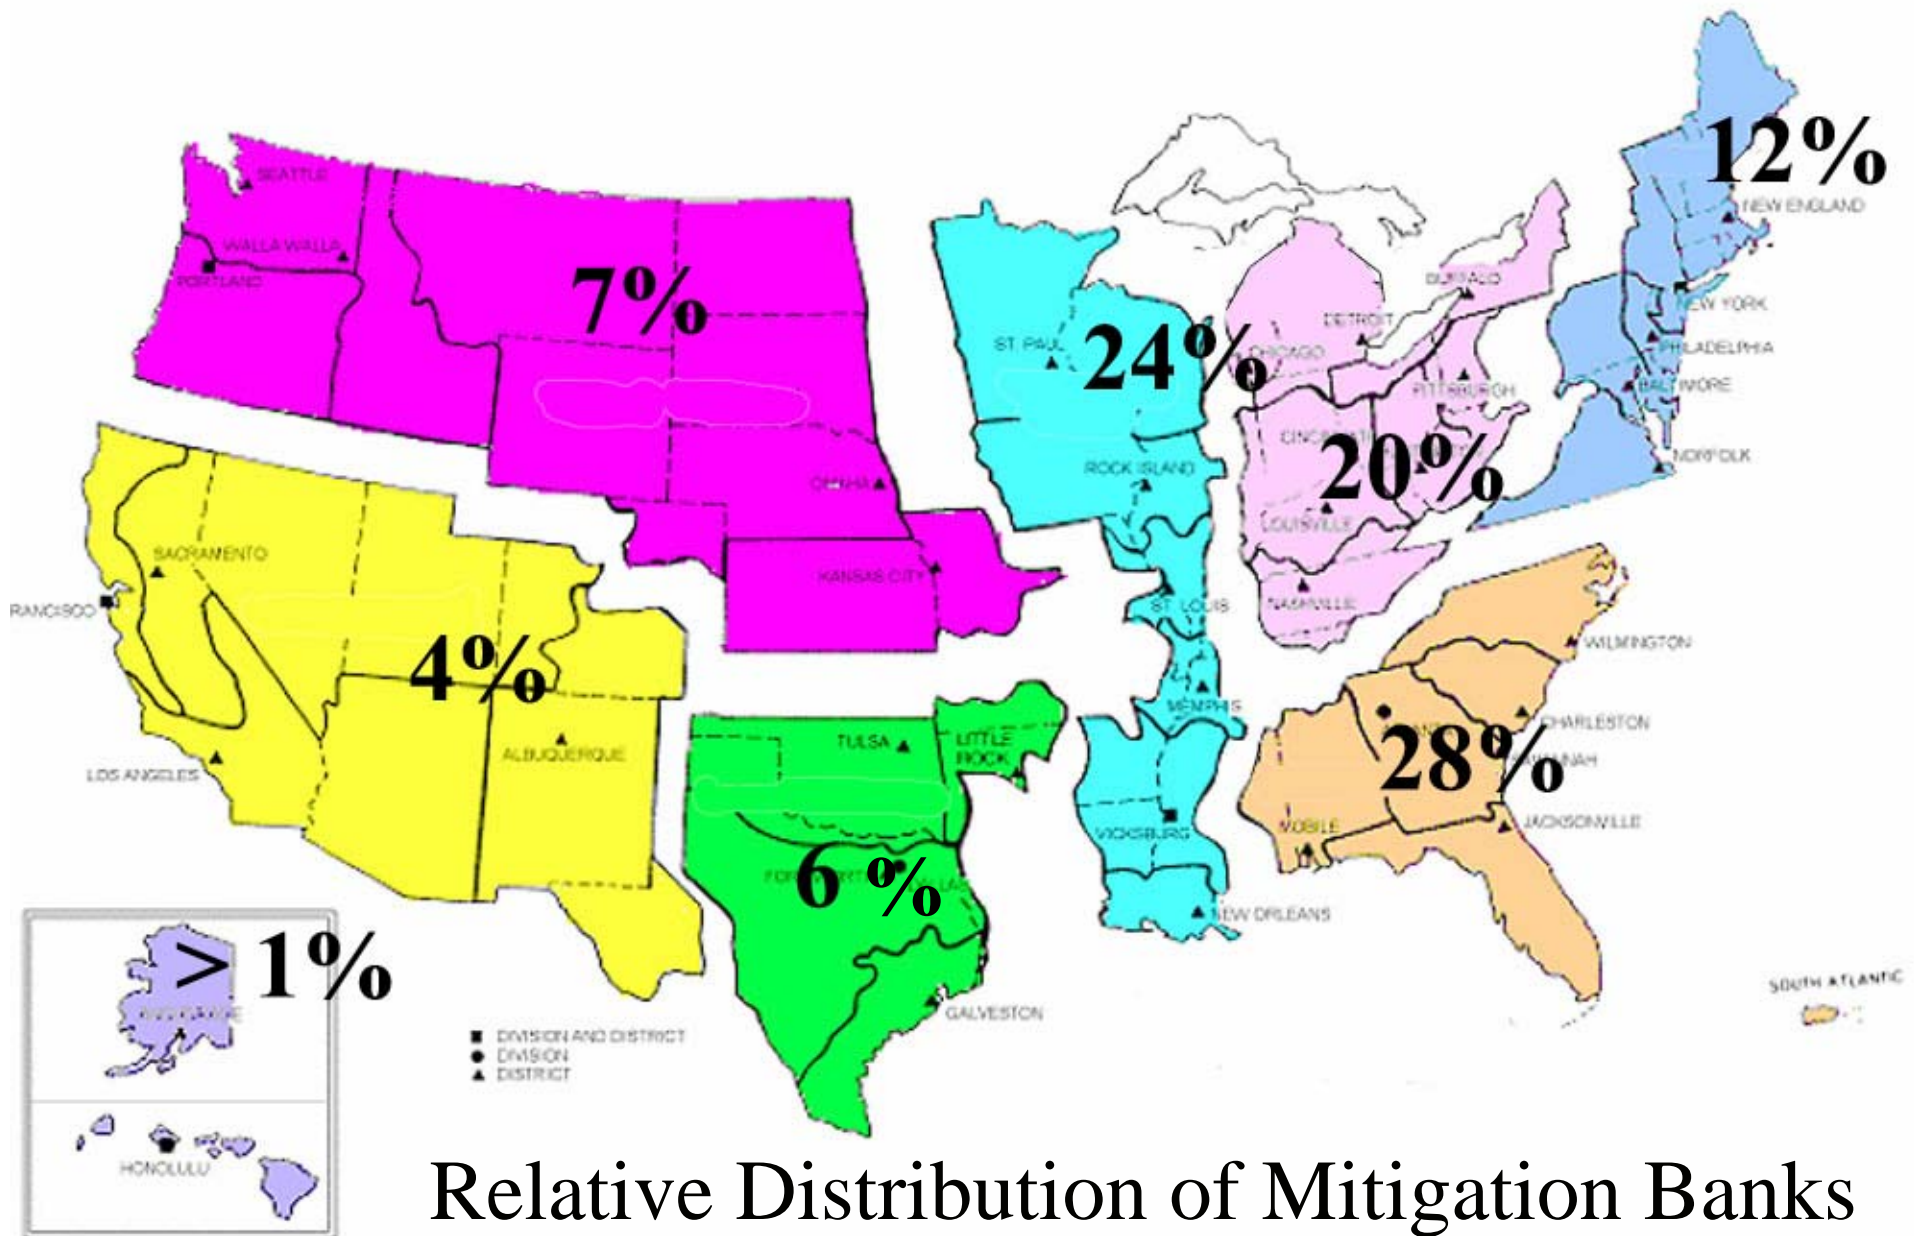 12%
SEATTLE
NEW ENGLAND
WALLA WALLA
PORTLAND
7%
BUFFALO
NEW YORK
DETROIT
ST. PAUL
24%
CHICAGO
PHILADELPHIA
PITTSBURGH
BALTIMORE
20%
NORFOLK
ROCK ISLAND
OMAHA
LOUISVILLE
SACRAMENTO
KANSAS CITY
RANCISCO
ST. LOUIS
NASHVILLE
WILMINGTON
4%
MEMPHIS
CHARLESTON
TULSA
LITTLE
ROCK
ALBUQUERQUE
28%
LOS ANGELES
MOBILE
JACKSONVILLE
VICKSBURG
6 %
NEW ORLEANS
> 1%
SOUTH ATLANTIC
GALVESTON
DIVISION AND DISTRICT
DIVISION
DISTRICT
HONOLULU
Relative Distribution of Mitigation Banks